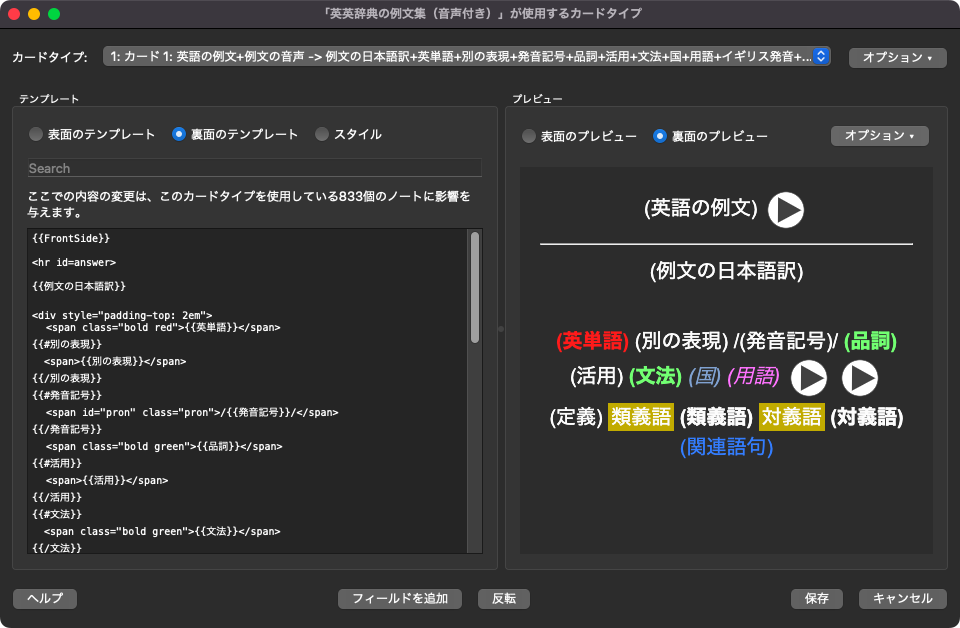 「英英辞典の例文集（音声付き）」が使用するカードタイプ
カードタイプ:
1: カード 1: 英語の例文+例文の音声 -> 例文の日本語訳+英単語+別の表現+発音記号+品詞+活用+文法+国+用語+イギリス発音+...
オプション ▾
テンプレート
表面のテンプレート
裏面のテンプレート
スタイル
Search
ここでの内容の変更は、このカードタイプを使用している833個のノートに影響を
与えます。
{{FrontSide}}
<hr id=answer>
{{例文の日本語訳}}
<div style="padding-top: 2em">
<span class="bold red">{{英単語}}</span>
{{#別の表現}}
<span>{{別の表現}}</span>
{{/別の表現}}
{{#発音記号}}
<span id="pron" class="pron">/{{発音記号}}/</span>
{{/発音記号}}
<span class="bold green">{{品詞}}</span>
{{#活用}}
<span>{{活用}}</span>
{{/活用}}
{{#文法}}
<span class="bold green">{{文法}}</span>
{{/文法}}
プレビュー
表面のプレビュー
裏面のプレビュー
オプション ▾
(英語の例文)
(例文の日本語訳)
(英単語) (別の表現) /(発音記号)/ (品詞)
(活用) (文法) (国) (用語)
(定義) 類義語 (類義語) 対義語 (対義語)
(関連語句)
ヘルプ
フィールドを追加
反転
保存
キャンセル